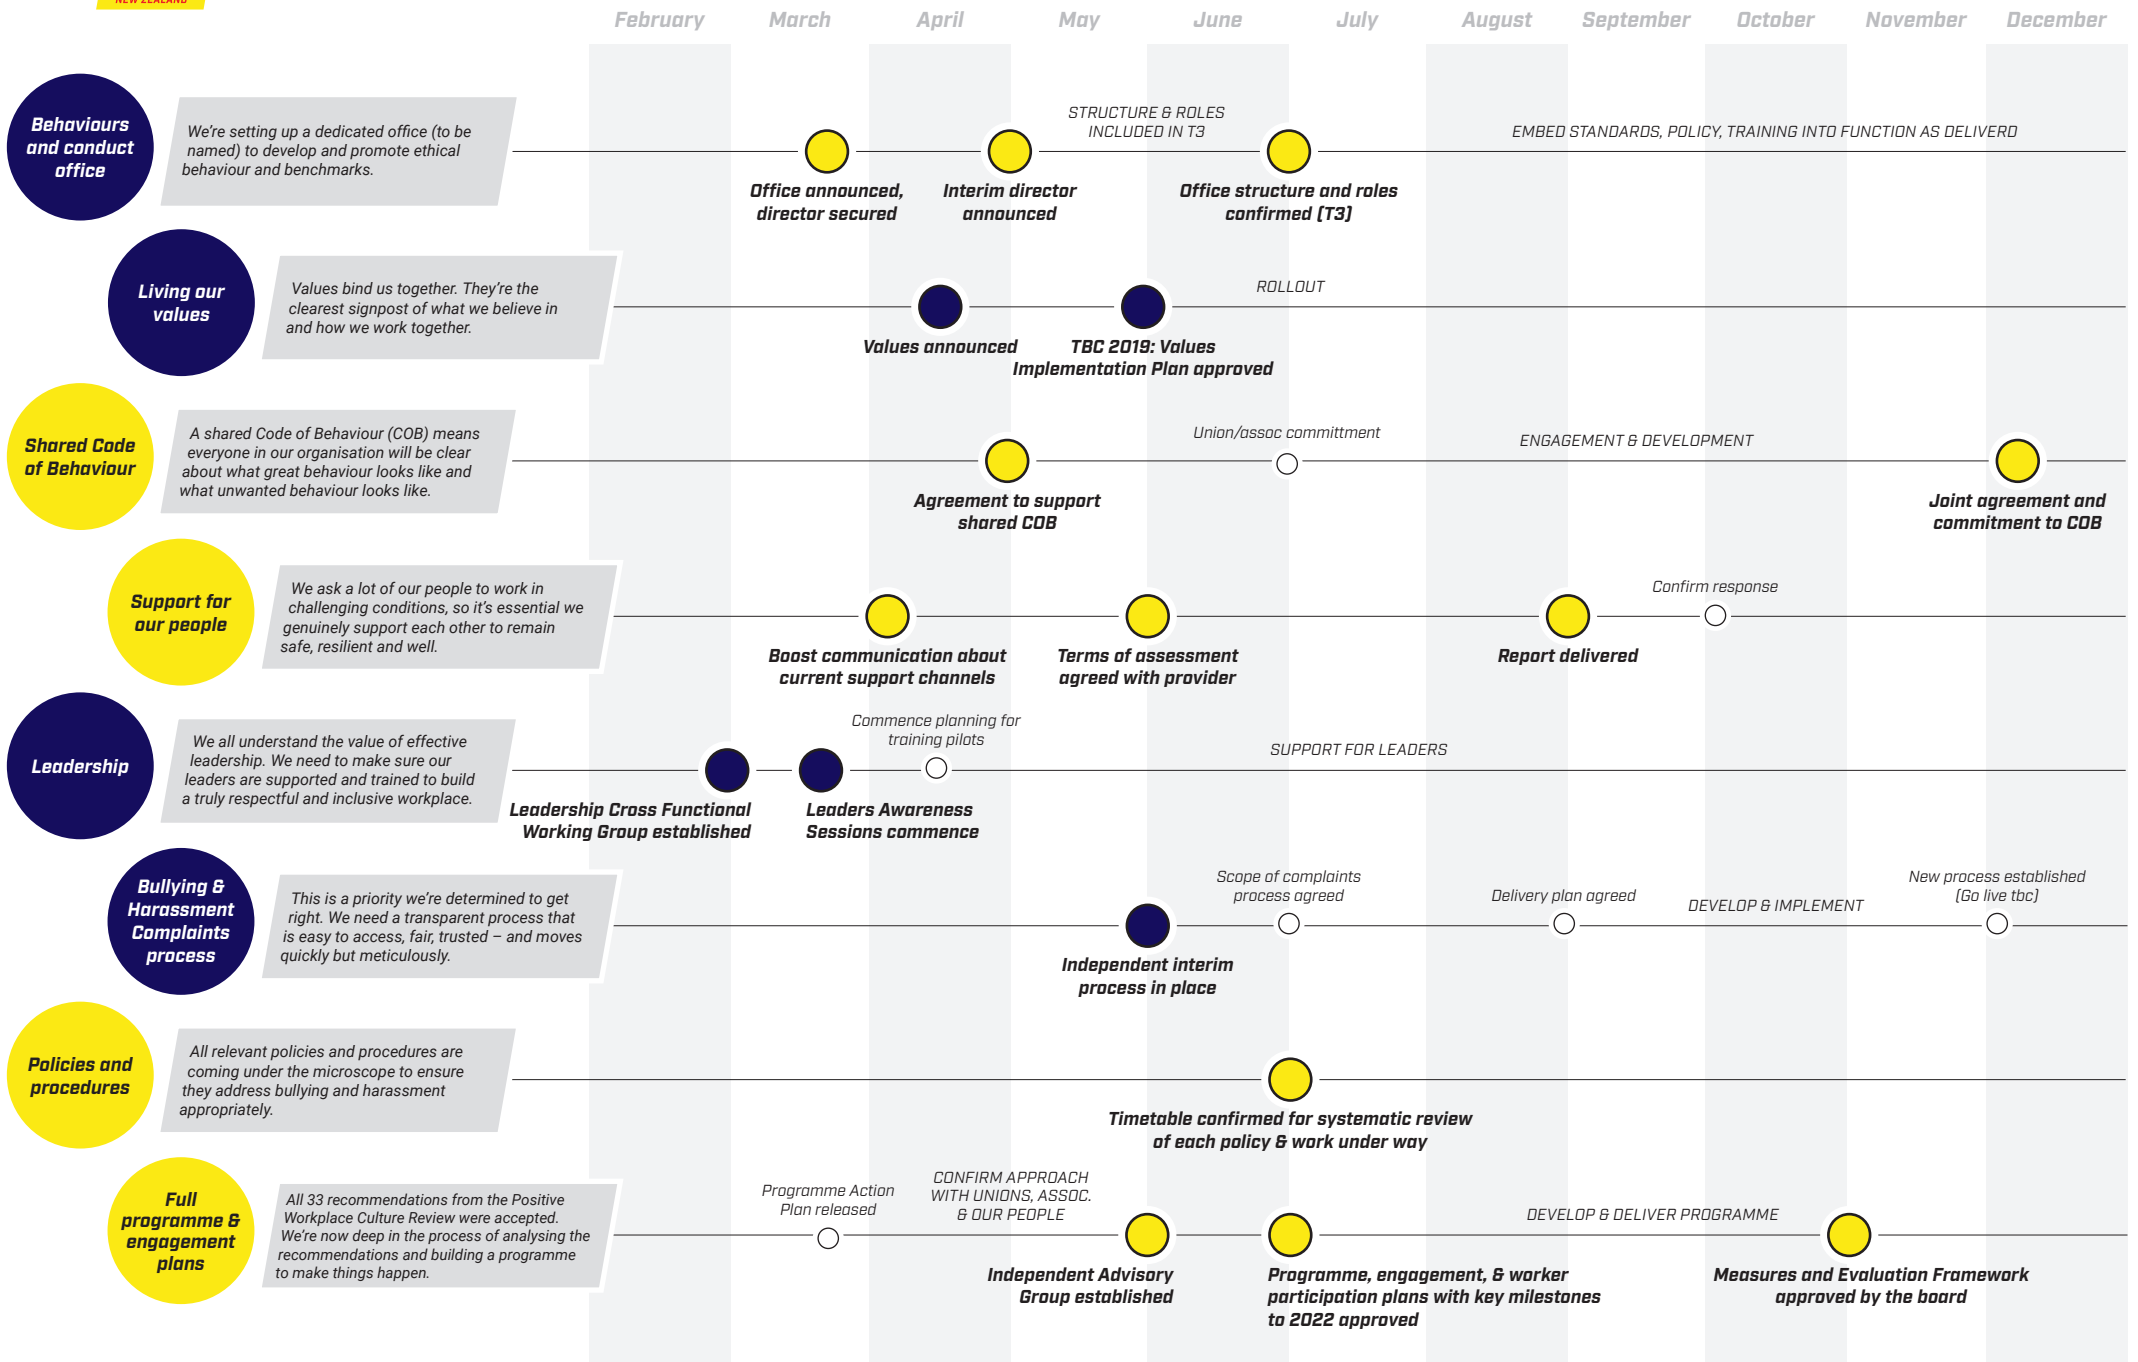 NEW ZEALAND
February March April May June July August September October November December
Behaviours
and conduct
office
We're setting up a dedicated office (to be
named) to develop and promote ethical
behaviour and benchmarks.
STRUCTURE & ROLES
INCLUDED IN T3
EMBED STANDARDS, POLICY, TRAINING INTO FUNCTION AS DELIVERD
Office announced,
director secured
Interim director
announced
Office structure and roles
confirmed (T3)
Living our
values
Values bind us together. They're the
clearest signpost of what we believe in
and how we work together.
ROLLOUT
Values announced
TBC 2019: Values
Implementation Plan approved
Shared Code
of Behaviour
A shared Code of Behaviour (COB) means
everyone in our organisation will be clear
about what great behaviour looks like and
what unwanted behaviour looks like.
Union/assoc committment
ENGAGEMENT & DEVELOPMENT
Agreement to support
shared COB
Joint agreement and
commitment to COB
Support for
our people
We ask a lot of our people to work in
challenging conditions, so it's essential we
genuinely support each other to remain
safe, resilient and well.
Confirm response
Boost communication about
current support channels
Terms of assessment
agreed with provider
Report delivered
Leadership
We all understand the value of effective
leadership. We need to make sure our
leaders are supported and trained to build
a truly respectful and inclusive workplace.
Commence planning for
training pilots
SUPPORT FOR LEADERS
Leadership Cross Functional
Working Group established
Leaders Awareness
Sessions commence
Bullying &
Harassment
Complaints
process
This is a priority we're determined to get
right. We need a transparent process that
is easy to access, fair, trusted – and moves
quickly but meticulously.
Scope of complaints
process agreed
Delivery plan agreed
DEVELOP & IMPLEMENT
New process established
(Go live tbc)
Independent interim
process in place
Policies and
procedures
All relevant policies and procedures are
coming under the microscope to ensure
they address bullying and harassment
appropriately.
Timetable confirmed for systematic review
of each policy & work under way
Full
programme &
engagement
plans
All 33 recommendations from the Positive
Workplace Culture Review were accepted.
We're now deep in the process of analysing the
recommendations and building a programme
to make things happen.
Programme Action
Plan released
CONFIRM APPROACH
WITH UNIONS, ASSOC.
& OUR PEOPLE
DEVELOP & DELIVER PROGRAMME
Independent Advisory
Group established
Programme, engagement, & worker
participation plans with key milestones
to 2022 approved
Measures and Evaluation Framework
approved by the board